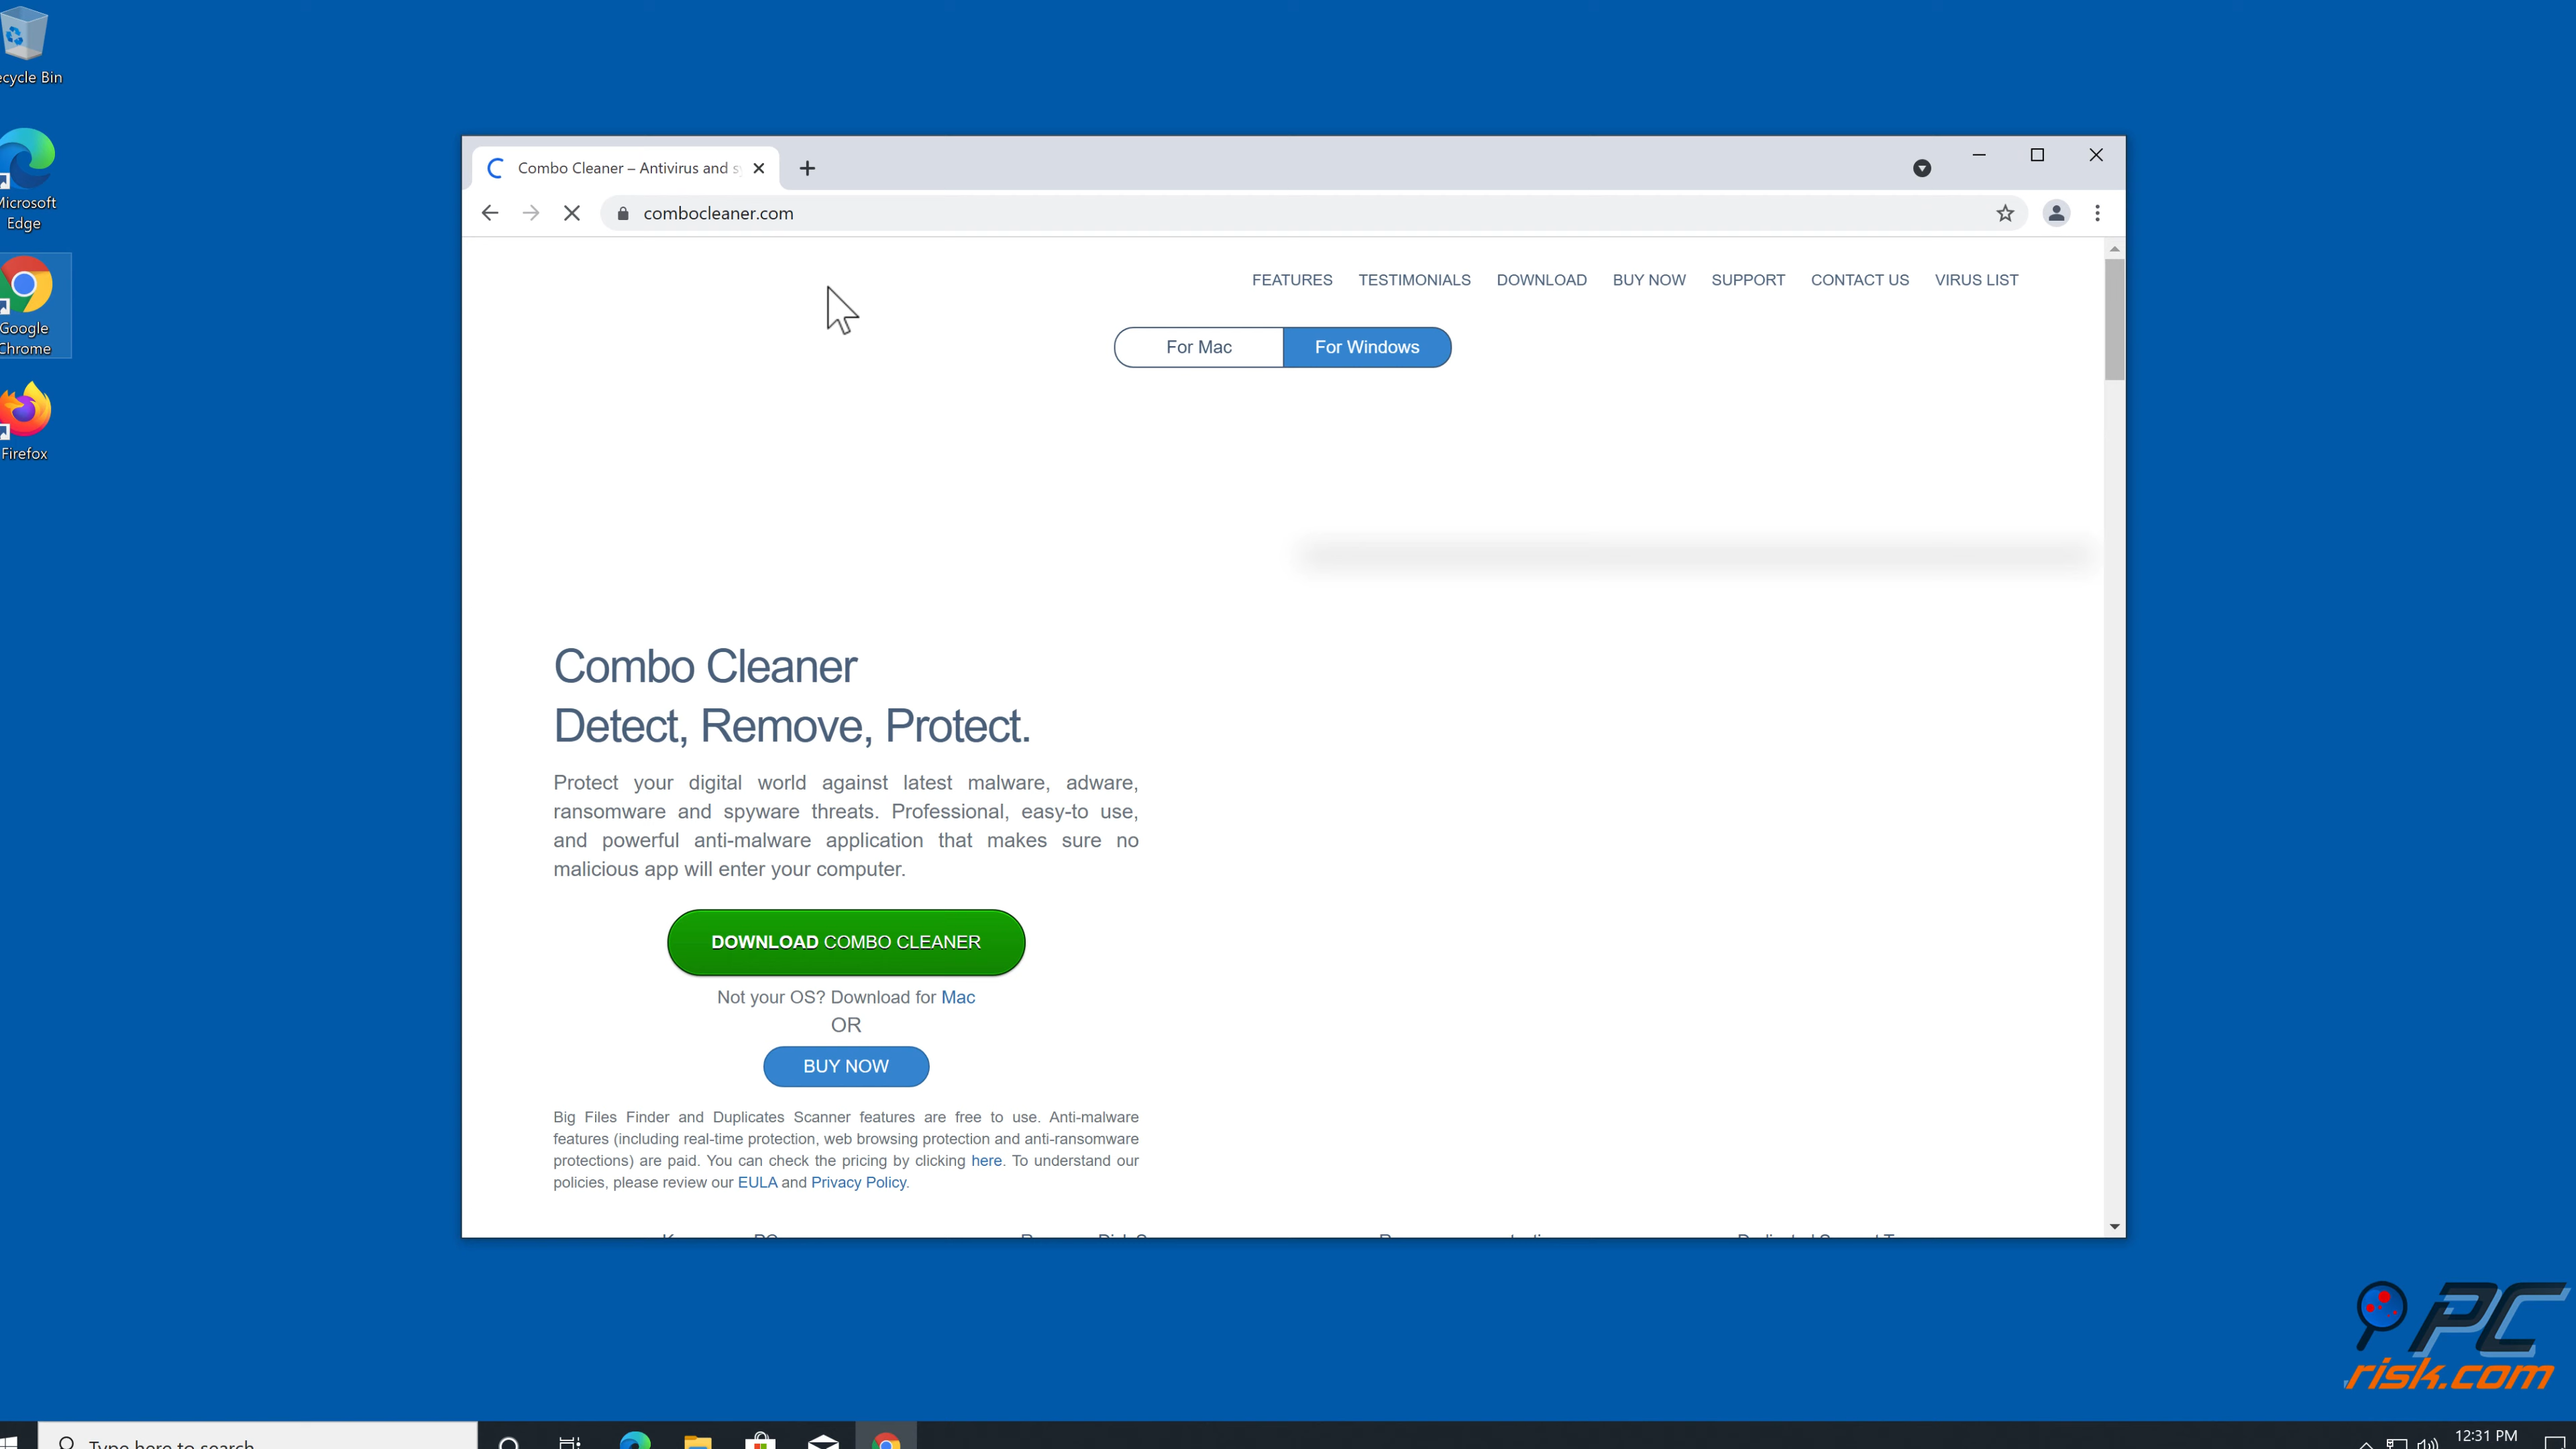 ecycle Bin
Microsoft
Edge
Google
Chrome
Firefox
Combo Cleaner – Antivirus and s
combocleaner.com
FEATURES TESTIMONIALS DOWNLOAD BUY NOW SUPPORT CONTACT US VIRUS LIST
For Mac For Windows
Combo Cleaner
Detect, Remove, Protect.
Protect your digital world against latest malware, adware,
ransomware and spyware threats. Professional, easy-to use,
and powerful anti-malware application that makes sure no
malicious app will enter your computer.
DOWNLOAD COMBO CLEANER
Not your OS? Download for Mac
OR
BUY NOW
Big Files Finder and Duplicates Scanner features are free to use. Anti-malware
features (including real-time protection, web browsing protection and anti-ransomware
protections) are paid. You can check the pricing by clicking here. To understand our
policies, please review our EULA and Privacy Policy.
PC
risk.com
Type here to search
12:31 PM